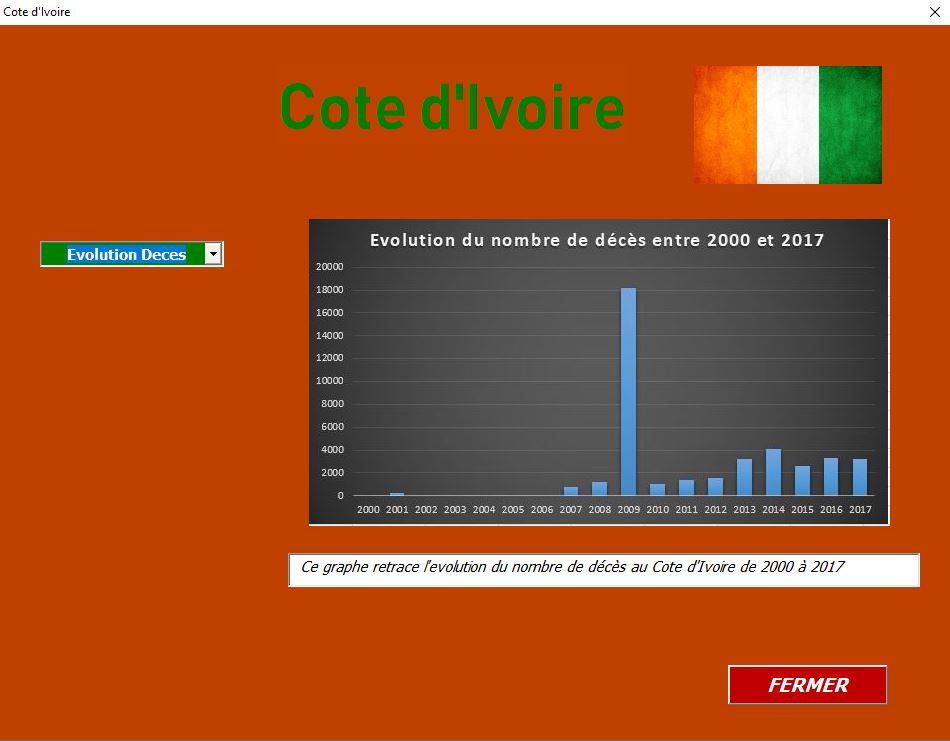 Cote d'Ivoire
Cote d'Ivoire
Evolution Deces
Evolution du nombre de décès entre 2000 et 2017
20000
18000
16000
14000
12000
10000
8000
6000
4000
2000
0
2000 2001 2002 2003 2004 2005 2006 2007 2008 2009 2010 2011 2012 2013 2014 2015 2016 2017
Ce graphe retrace l'evolution du nombre de décès au Cote d'Ivoire de 2000 à 2017
FERMER